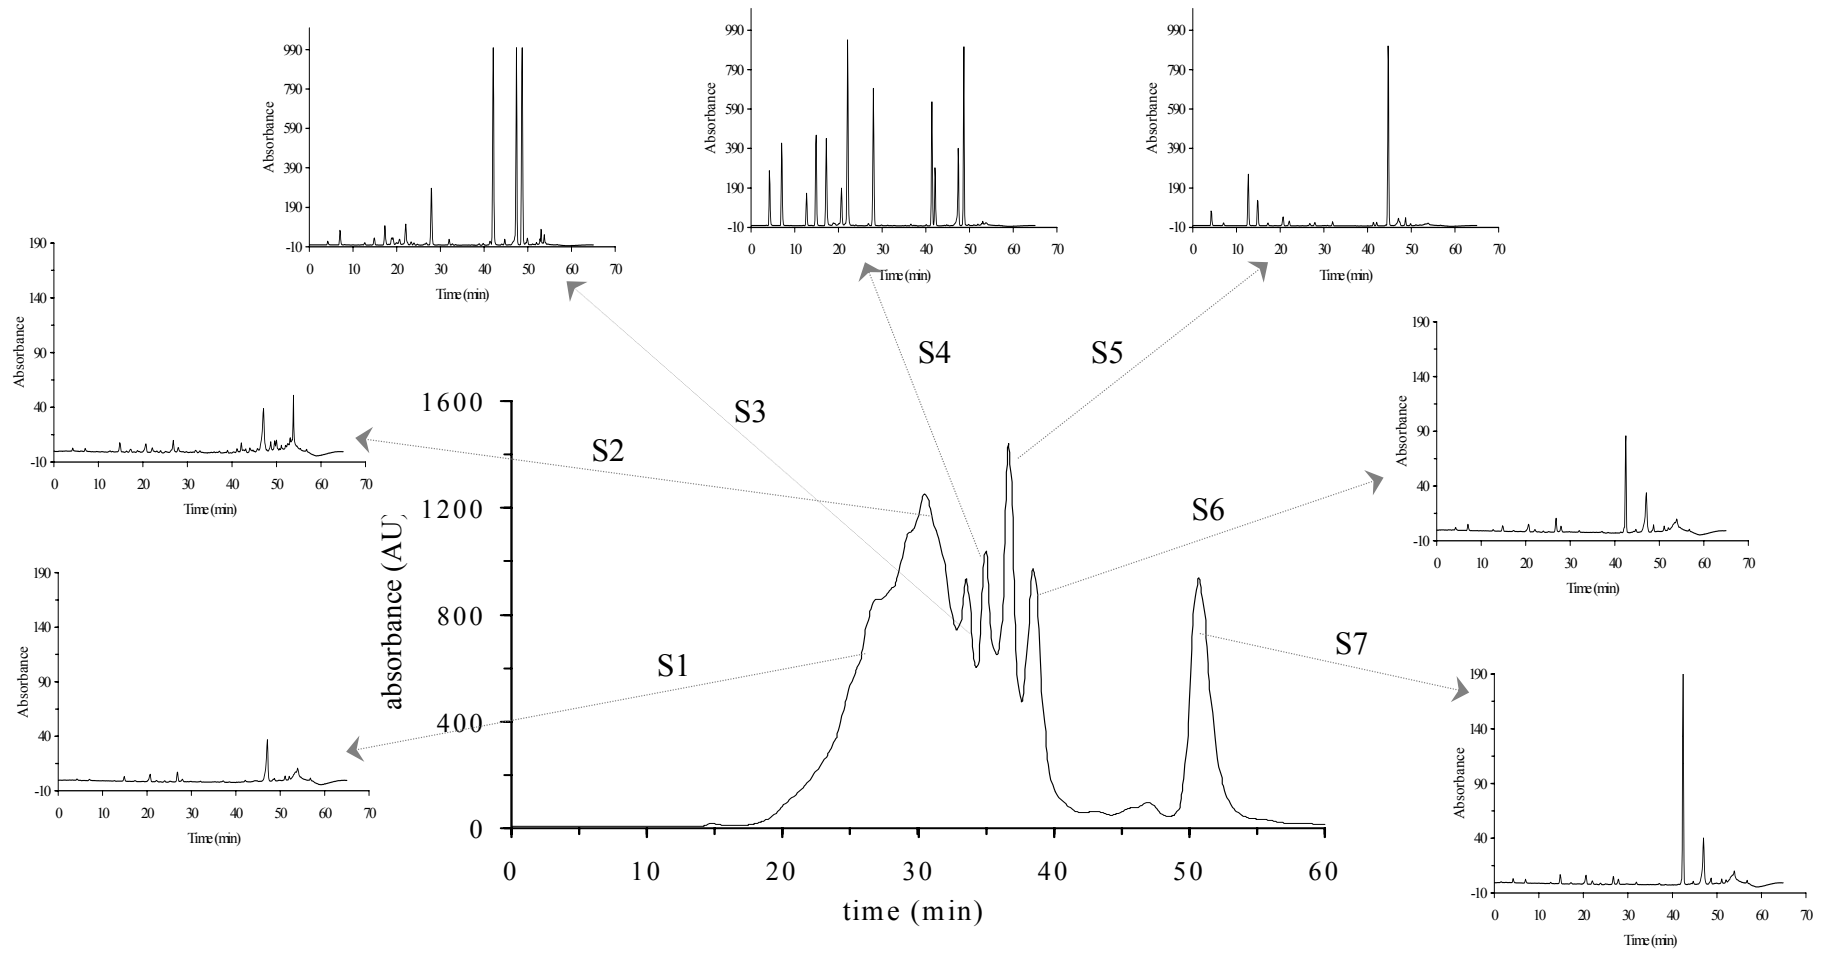 990
790
590
390
190
-10
Absorbance
0 10 20 30 40 50 60 70
Time (min)
990
790
590
390
190
-10
Absorbance
0 10 20 30 40 50 60 70
Time (min)
990
790
590
390
190
-10
Absorbance
0 10 20 30 40 50 60 70
Time (min)
190
140
90
40
-10
Absorbance
0 10 20 30 40 50 60 70
Time (min)
190
140
90
40
-10
Absorbance
0 10 20 30 40 50 60 70
Time (min)
190
140
90
40
-10
Absorbance
0 10 20 30 40 50 60 70
Time (min)
190
140
90
40
-10
Absorbance
0 10 20 30 40 50 60 70
Time (min)
S1
S2
S3
S4
S5
S6
S7
1600
1200
800
400
0
absorbance (AU)
0 10 20 30 40 50 60
time (min)